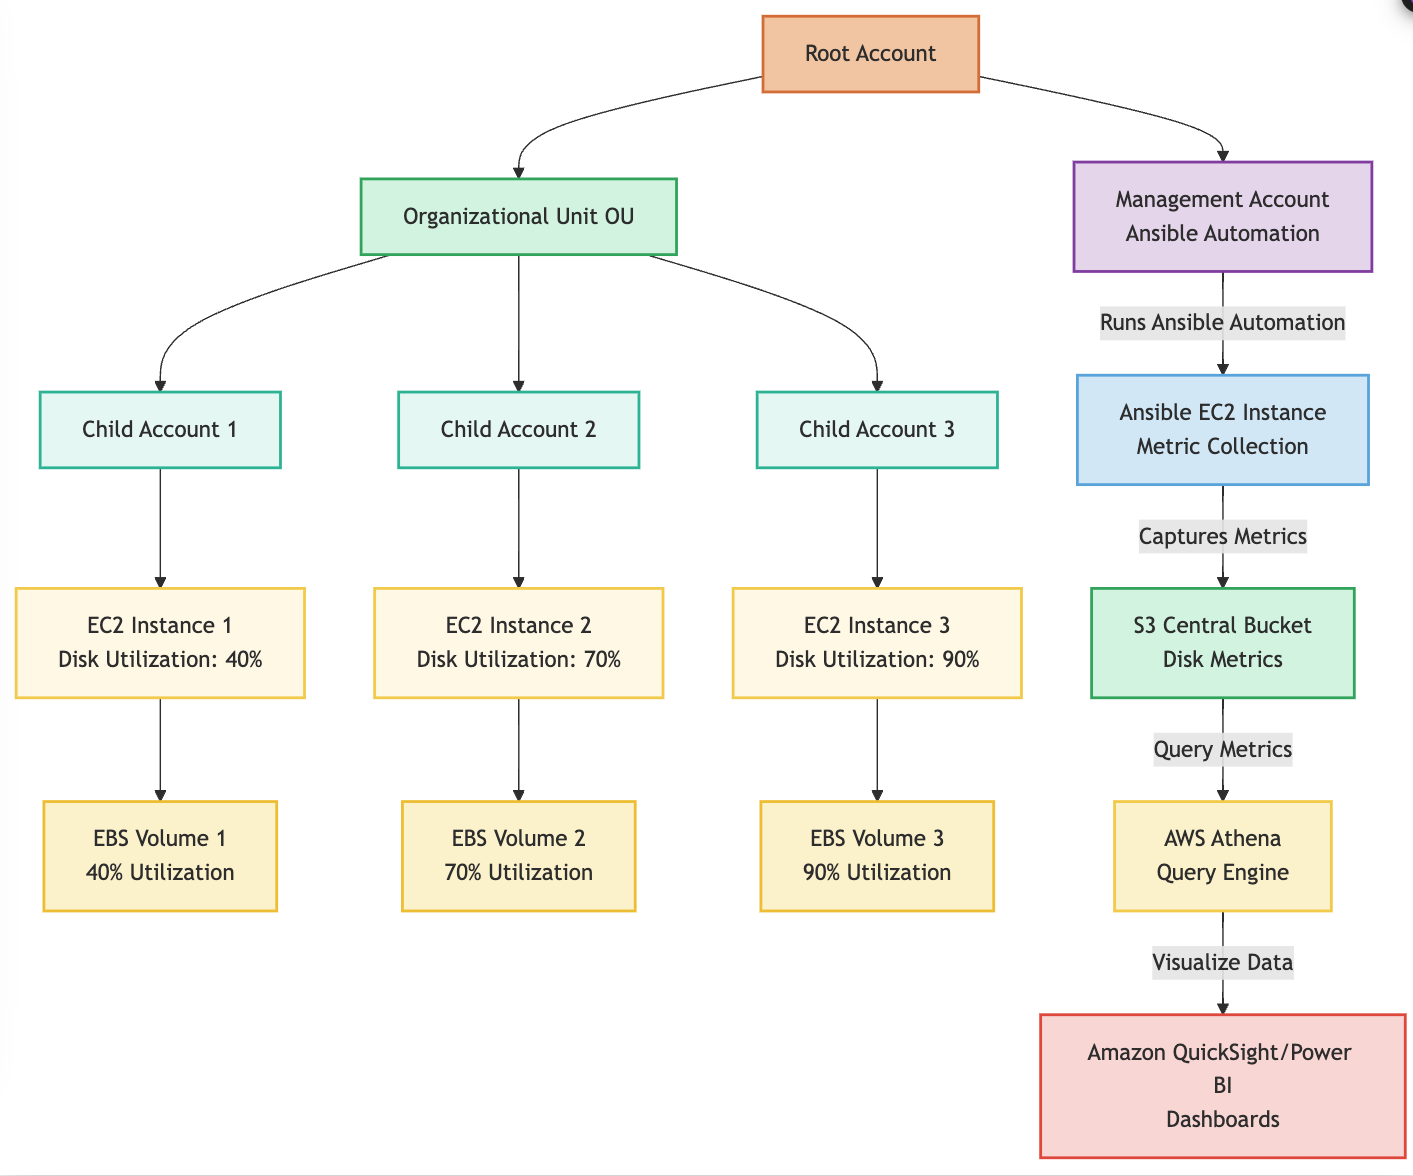 Root Account
Organizational Unit OU
Management Account
Ansible Automation
Runs Ansible Automation
Child Account 1
Child Account 2
Child Account 3
Ansible EC2 Instance
Metric Collection
Captures Metrics
EC2 Instance 1
Disk Utilization: 40%
EC2 Instance 2
Disk Utilization: 70%
EC2 Instance 3
Disk Utilization: 90%
S3 Central Bucket
Disk Metrics
Query Metrics
EBS Volume 1
40% Utilization
EBS Volume 2
70% Utilization
EBS Volume 3
90% Utilization
AWS Athena
Query Engine
Visualize Data
Amazon QuickSight/Power
BI
Dashboards